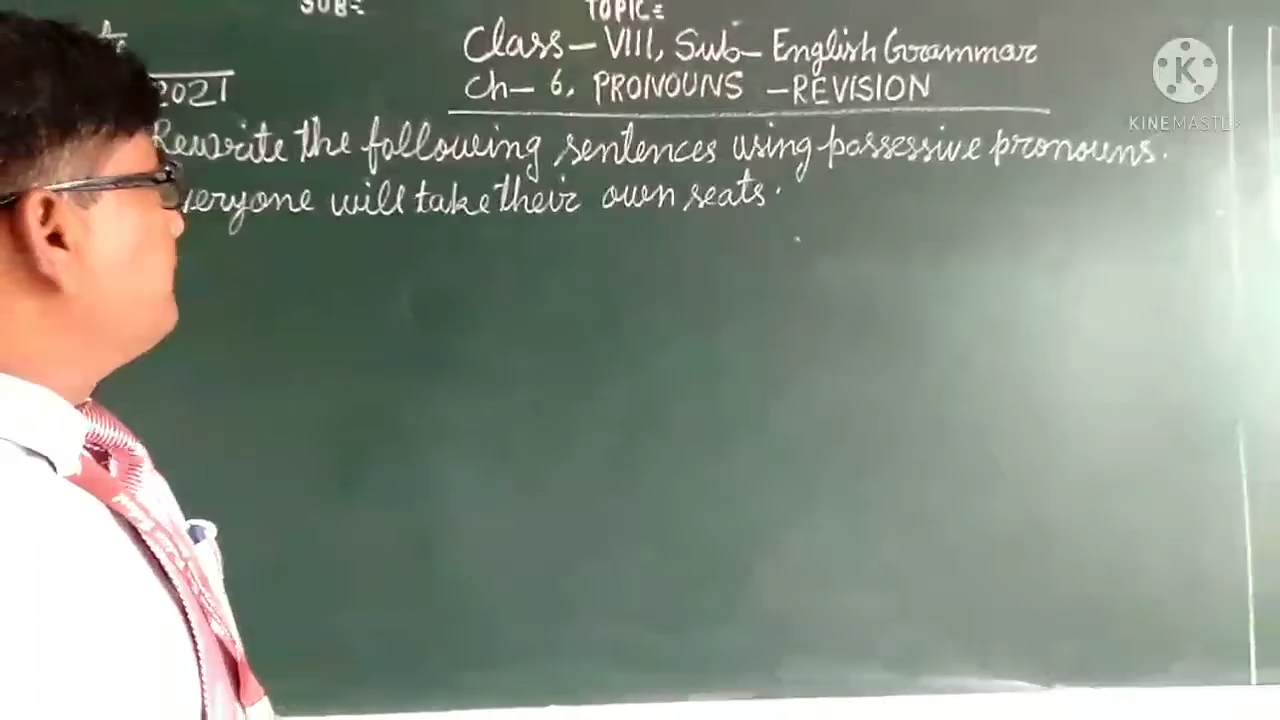 SUB:
TOPIC:
Class - VIII, Sub - English Grammar
2021
Ch - 6. PRONOUNS - REVISION
Rewrite the following sentences using possessive pronouns.
eryone will take their own seats.
K
KINEMASTER